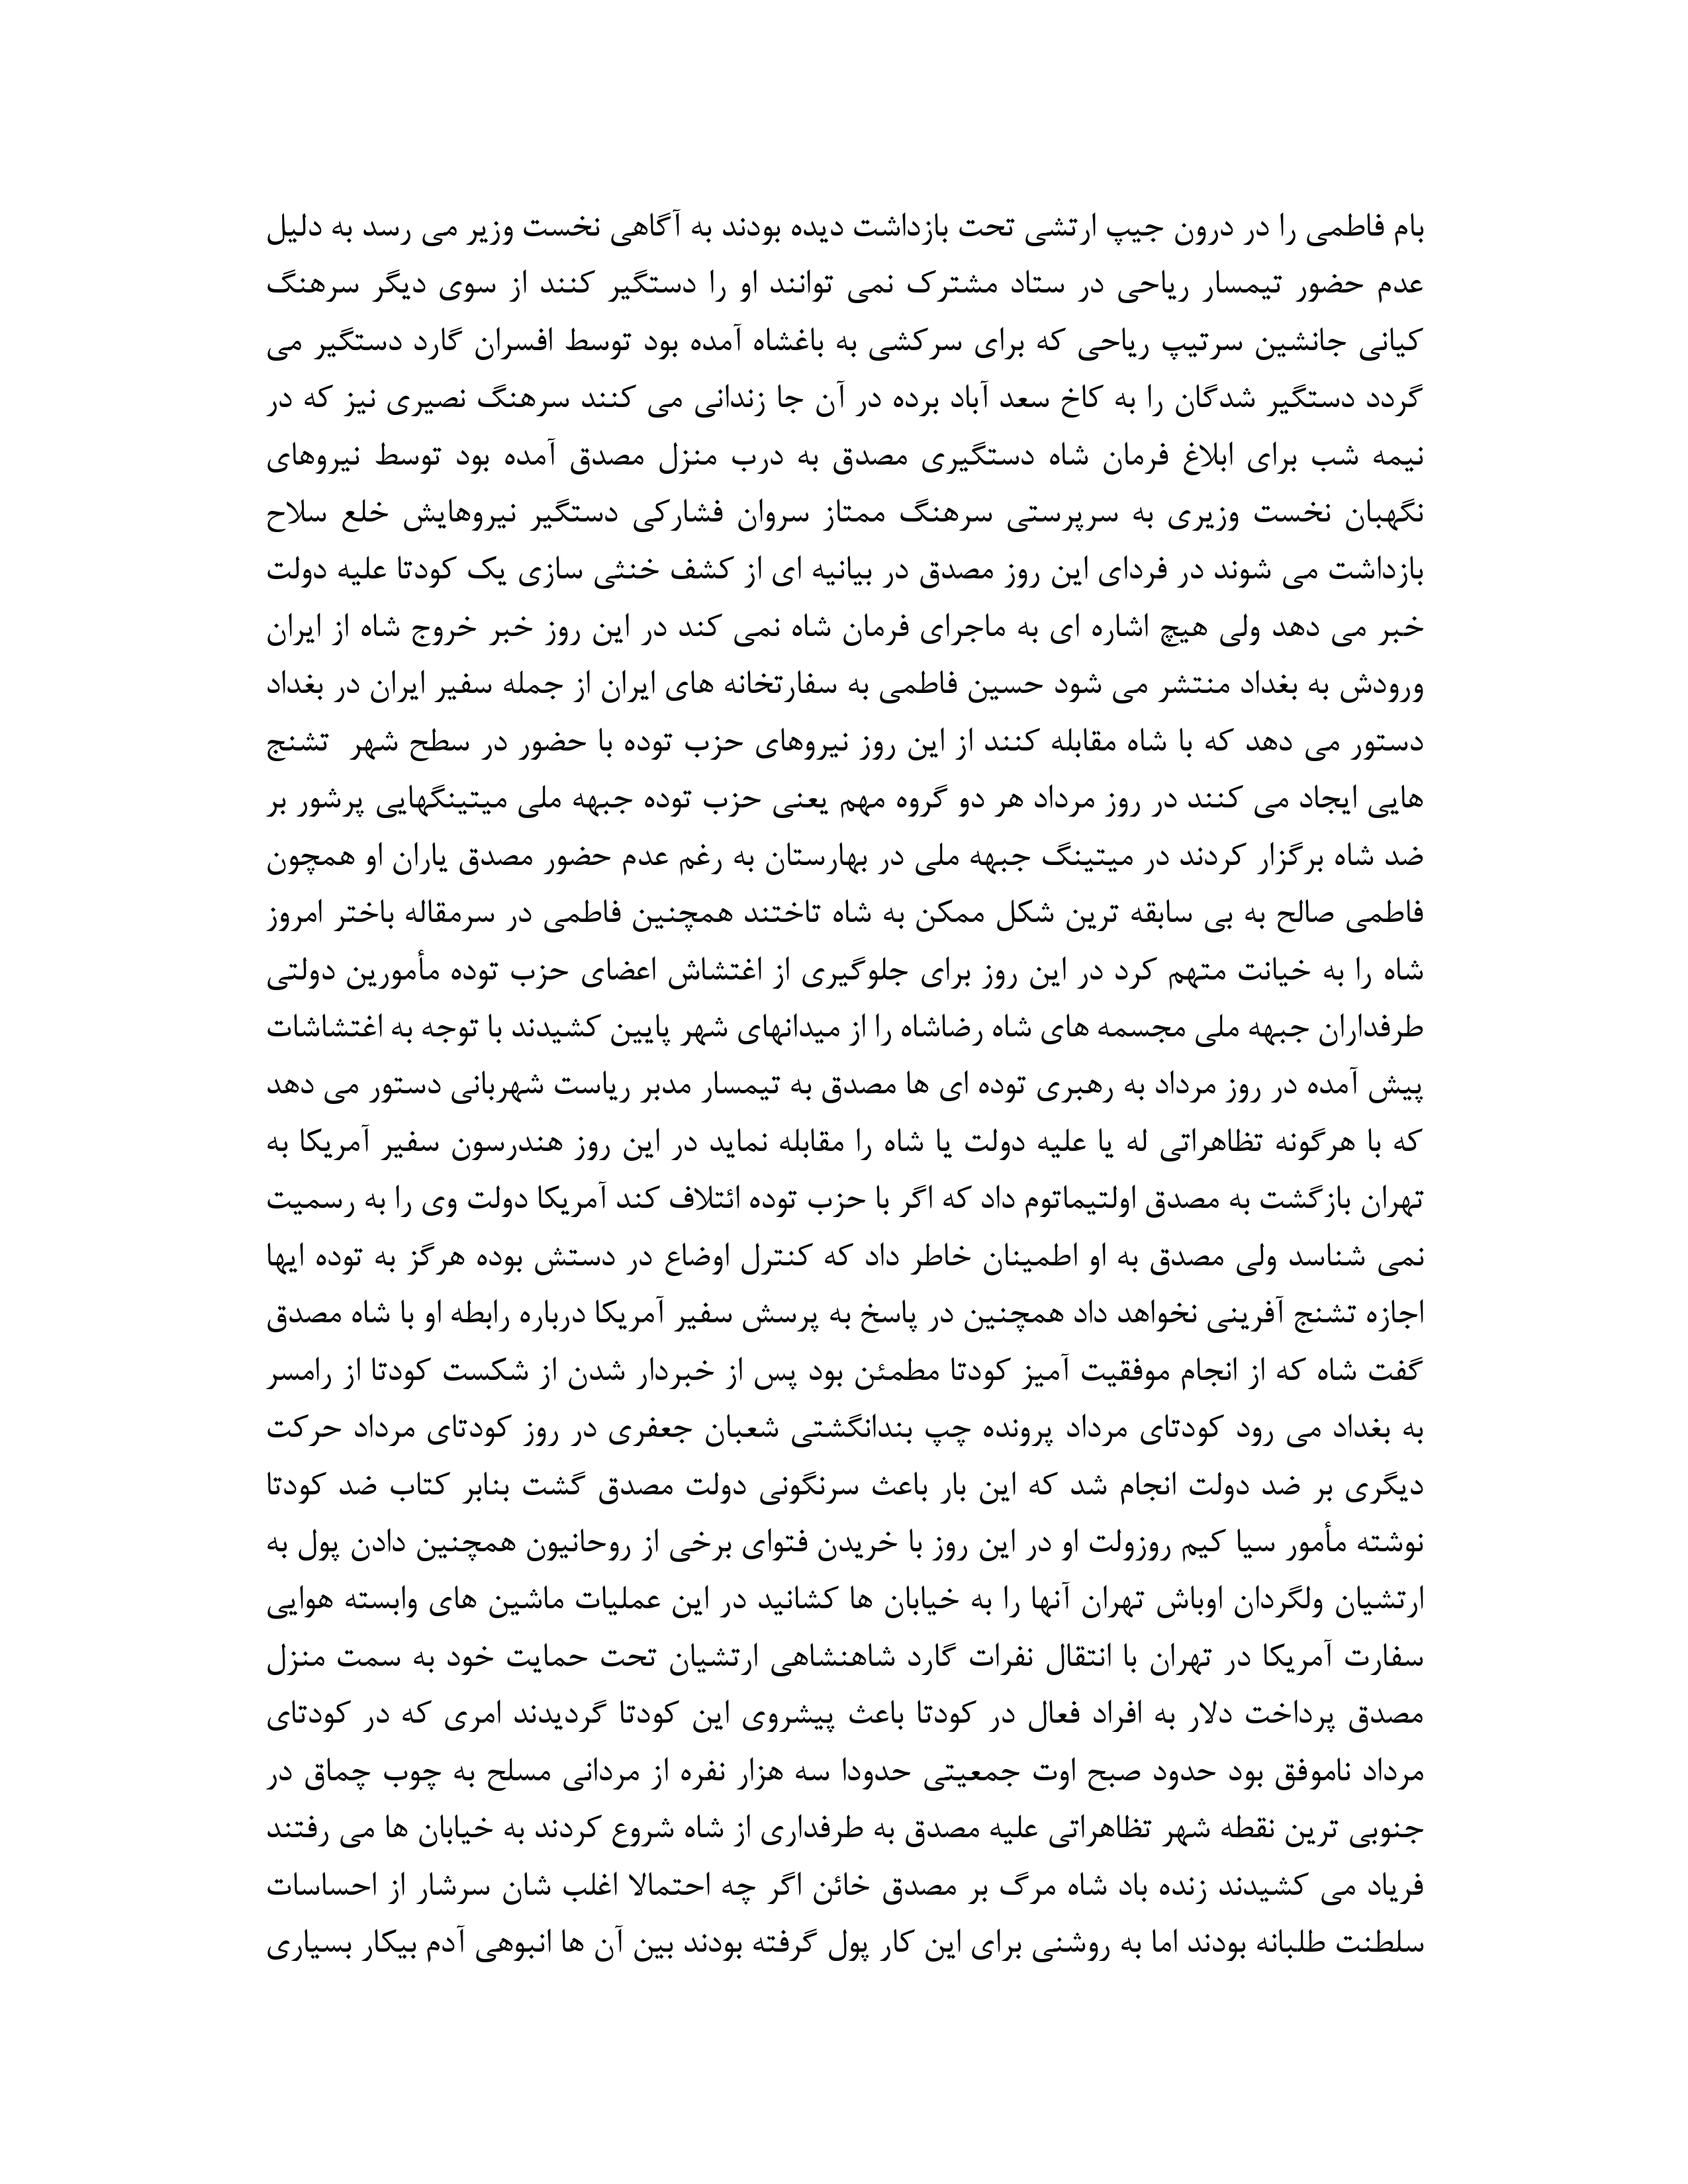 بام فاطمی را در درون جیپ ارتشی تحت بازداشت دیده بودند به آگاهی نخست وزیر می رسد به دلیل
عدم حضور تیمسار ریاحی در ستاد مشترک نمی توانند او را دستگیر کنند از سوی دیگر سرهنگ
کیانی جانشین سرتیپ ریاحی که برای سرکشی به باغشاه آمده بود توسط افسران گارد دستگیر می
گردد دستگیر شدگان را به کاخ سعد آباد برده در آن جا زندانی می کنند سرهنگ نصیری نیز که در
نیمه شب برای ابلاغ فرمان شاه دستگیری مصدق به درب منزل مصدق آمده بود توسط نیروهای
نگهبان نخست وزیری به سرپرستی سرهنگ ممتاز سروان فشارکی دستگیر نیروهایش خلع سلاح
بازداشت می شوند در فردای این روز مصدق در بیانیه ای از کشف خنثی سازی یک کودتا علیه دولت
خبر می دهد ولی هیچ اشاره ای به ماجرای فرمان شاه نمی کند در این روز خبر خروج شاه از ایران
ورودش به بغداد منتشر می شود حسین فاطمی به سفارتخانه های ایران از جمله سفیر ایران در بغداد
دستور می دهد که با شاه مقابله کنند از این روز نیروهای حزب توده با حضور در سطح شهر تشنج
هایی ایجاد می کنند در روز مرداد هر دو گروه مهم یعنی حزب توده جبهه ملی میتینگهایی پرشور بر
ضد شاه برگزار کردند در میتینگ جبهه ملی در بهارستان به رغم عدم حضور مصدق یاران او همچون
فاطمی صالح به بی سابقه ترین شکل ممکن به شاه تاختند همچنین فاطمی در سرمقاله باختر امروز
شاه را به خیانت متهم کرد در این روز برای جلوگیری از اغتشاش اعضای حزب توده مأمورین دولتی
طرفداران جبهه ملی مجسمه های شاه رضاشاه را از میدانهای شهر پایین کشیدند با توجه به اغتشاشات
پیش آمده در روز مرداد به رهبری توده ای ها مصدق به تیمسار مدبر ریاست شهربانی دستور می دهد
که با هرگونه تظاهراتی له یا علیه دولت یا شاه را مقابله نماید در این روز هندرسون سفیر آمریکا به
تهران بازگشت به مصدق اولتیماتوم داد که اگر با حزب توده ائتلاف کند آمریکا دولت وی را به رسمیت
نمی شناسد ولی مصدق به او اطمینان خاطر داد که کنترل اوضاع در دستش بوده هرگز به توده ایها
اجازه تشنج آفرینی نخواهد داد همچنین در پاسخ به پرسش سفیر آمریکا درباره رابطه او با شاه مصدق
گفت شاه که از انجام موفقیت آمیز کودتا مطمئن بود پس از خبردار شدن از شکست کودتا از رامسر
به بغداد می رود کودتای مرداد پرونده چپ بندانگشتی شعبان جعفری در روز کودتای مرداد حرکت
دیگری بر ضد دولت انجام شد که این بار باعث سرنگونی دولت مصدق گشت بنابر کتاب ضد کودتا
نوشته مأمور سیا کیم روزولت او در این روز با خریدن فتوای برخی از روحانیون همچنین دادن پول به
ارتشیان ولگردان اوباش تهران آنها را به خیابان ها کشانید در این عملیات ماشین های وابسته هوایی
سفارت آمریکا در تهران با انتقال نفرات گارد شاهنشاهی ارتشیان تحت حمایت خود به سمت منزل
مصدق پرداخت دلار به افراد فعال در کودتا باعث پیشروی این کودتا گردیدند امری که در کودتای
مرداد ناموفق بود حدود صبح اوت جمعیتی حدودا سه هزار نفره از مردانی مسلح به چوب چماق در
جنوبی ترین نقطه شهر تظاهراتی علیه مصدق به طرفداری از شاه شروع کردند به خیابان ها می رفتند
فریاد می کشیدند زنده باد شاه مرگ بر مصدق خائن اگر چه احتمالا اغلب شان سرشار از احساسات
سلطنت طلبانه بودند اما به روشنی برای این کار پول گرفته بودند بین آن ها انبوهی آدم بیکار بسیاری